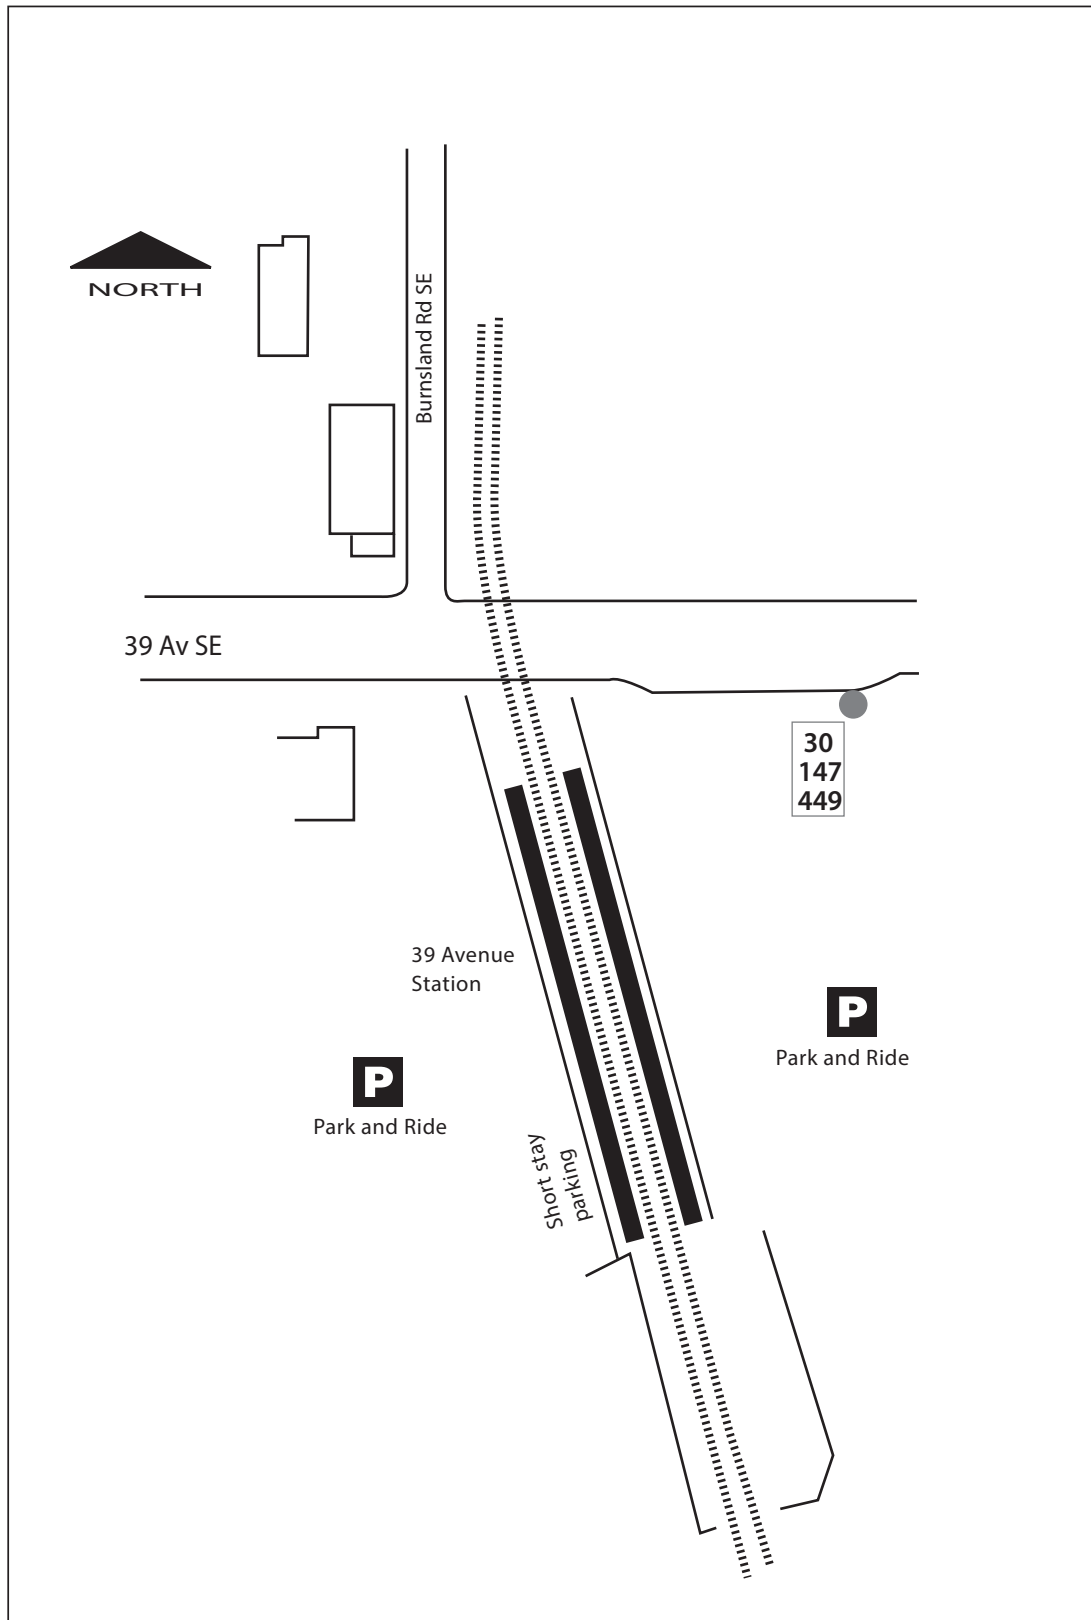 NORTH
Burnsland Rd SE
39 Av SE
30
147
449
39 Avenue
Station
P
Park and Ride
P
Park and Ride
Short stay
parking